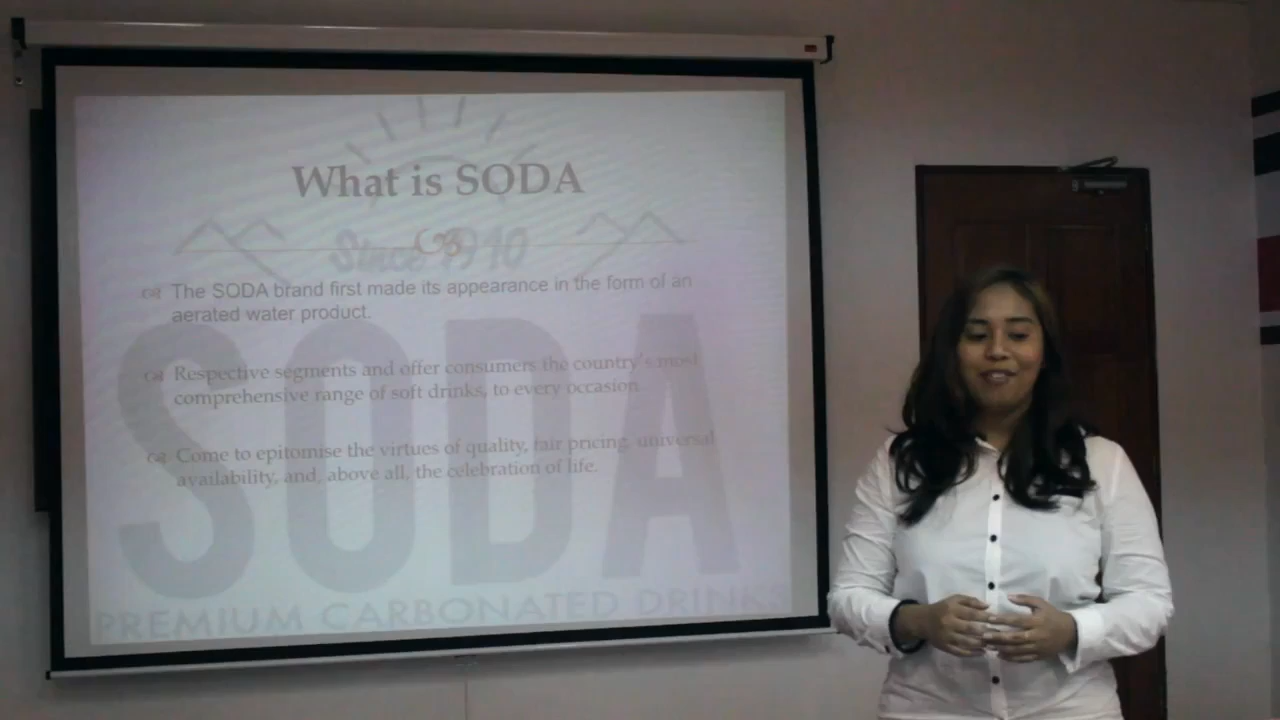 What is SODA
Since 1910
The SODA brand first made its appearance in the form of an
aerated water product.
Respective segments and offer consumers the country's most
comprehensive range of soft drinks, to every occasion
Come to epitomise the virtues of quality, fair pricing, universal
availability, and, above all, the celebration of life.
SODA
PREMIUM CARBONATED DRINKS